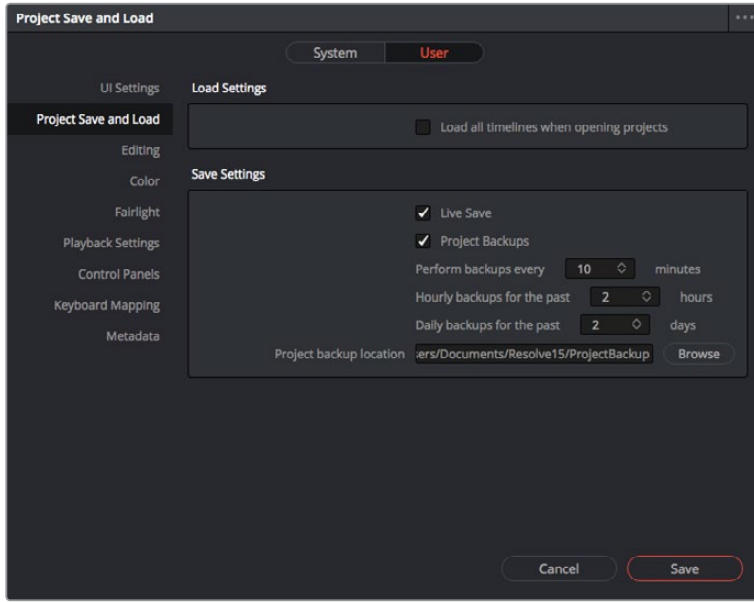 Project Save and Load
System User
UI Settings
Project Save and Load
Editing
Color
Fairlight
Playback Settings
Control Panels
Keyboard Mapping
Metadata
Load Settings
Load all timelines when opening projects
Save Settings
Live Save
Project Backups
Perform backups every 10 minutes
Hourly backups for the past 2 hours
Daily backups for the past 2 days
Project backup location ers/Documents/Resolve15/ProjectBackup Browse
Cancel Save